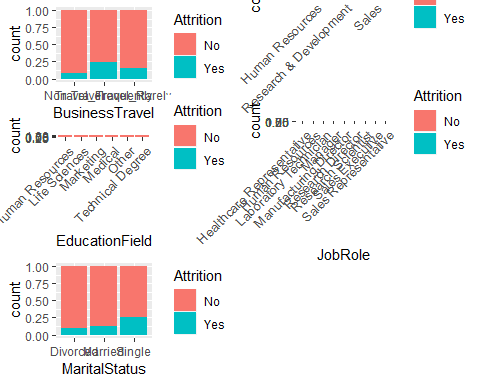 count
1.00
0.75
0.50
0.25
0.00
BusinessTravel
Attrition
No
Yes
Human Resources
Research & Development
Sales
Yes
count
Human Resources
Life Sciences
Marketing
Medical
Other
Technical Degree
EducationField
Attrition
No
Yes
count
Healthcare Representative
Human Resources
Laboratory Technician
Manager
Manufacturing Director
Research Director
Research Scientist
Sales Executive
Sales Representative
JobRole
Attrition
No
Yes
count
1.00
0.75
0.50
0.25
0.00
Divorced Married Single
MaritalStatus
Attrition
No
Yes